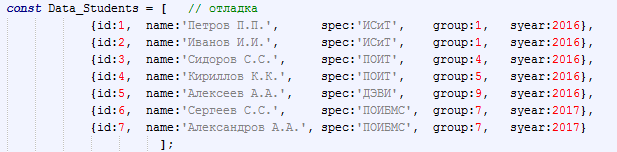 const Data_Students = [ // отладка
{id:1, name:'Петров П.П.', spec:'ИСиТ', group:1, syear:2016},
{id:2, name:'Иванов И.И.', spec:'ИСиТ', group:1, syear:2016},
{id:3, name:'Сидоров С.С.', spec:'ПОИТ', group:4, syear:2016},
{id:4, name:'Кириллов К.К.', spec:'ПОИТ', group:5, syear:2016},
{id:5, name:'Алексеев А.А.', spec:'ДЭВИ', group:9, syear:2016},
{id:6, name:'Сергеев С.С.', spec:'ПОИБМС', group:7, syear:2017},
{id:7, name:'Александров А.А.', spec:'ПОИБМС', group:7, syear:2017}
];